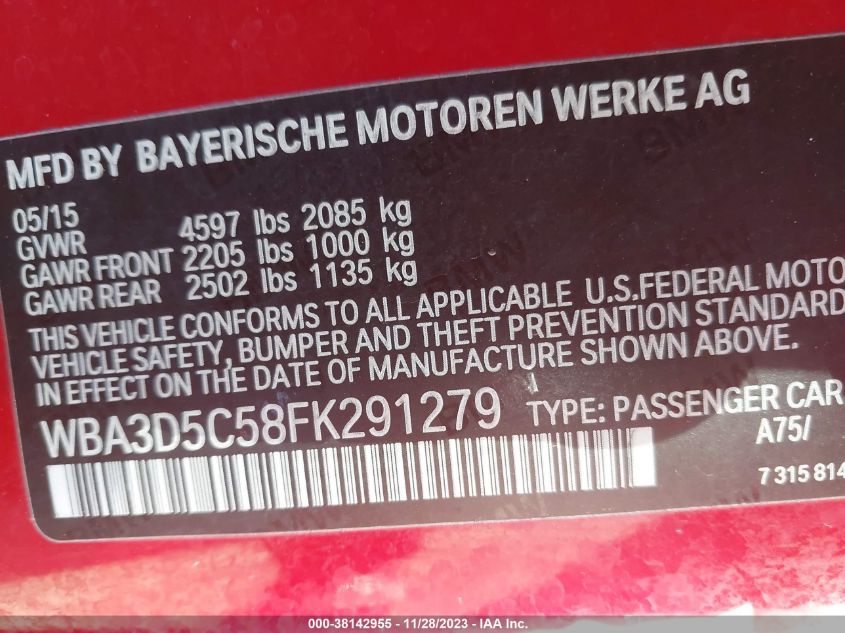 MFD BY BAYERISCHE MOTOREN WERKE AG
05/15
GVWR 4597 lbs 2085 kg
GAWR FRONT 2205 lbs 1000 kg
GAWR REAR 2502 lbs 1135 kg
THIS VEHICLE CONFORMS TO ALL APPLICABLE U.S.FEDERAL MOTO
VEHICLE SAFETY, BUMPER AND THEFT PREVENTION STANDARD
IN EFFECT ON THE DATE OF MANUFACTURE SHOWN ABOVE.
WBA3D5C58FK291279 TYPE: PASSENGER CAR
A75/
7 315 814
000-38142955 - 11/28/2023 - IAA, Inc.